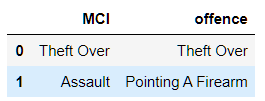 MCI offence
0 Theft Over Theft Over
1 Assault Pointing A Firearm